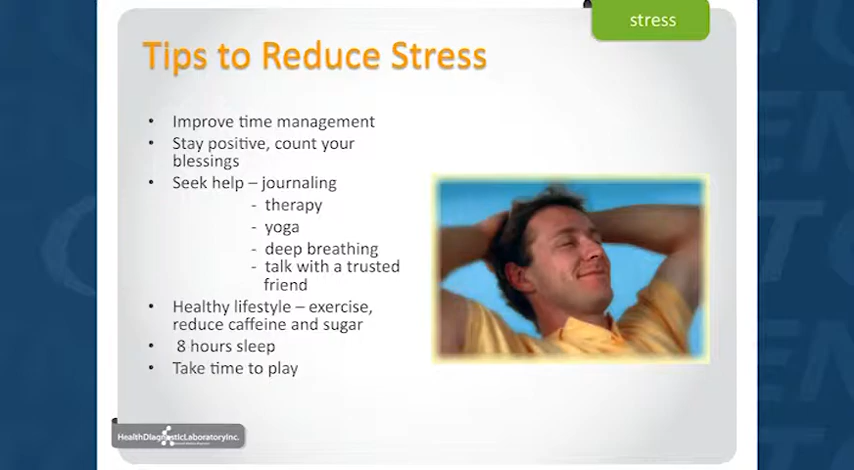 stress
Tips to Reduce Stress
• Improve time management
• Stay positive, count your
blessings
• Seek help – journaling
- therapy
- yoga
- deep breathing
- talk with a trusted
friend
• Healthy lifestyle – exercise,
reduce caffeine and sugar
• 8 hours sleep
• Take time to play
HealthDiagnosticLaboratoryInc.